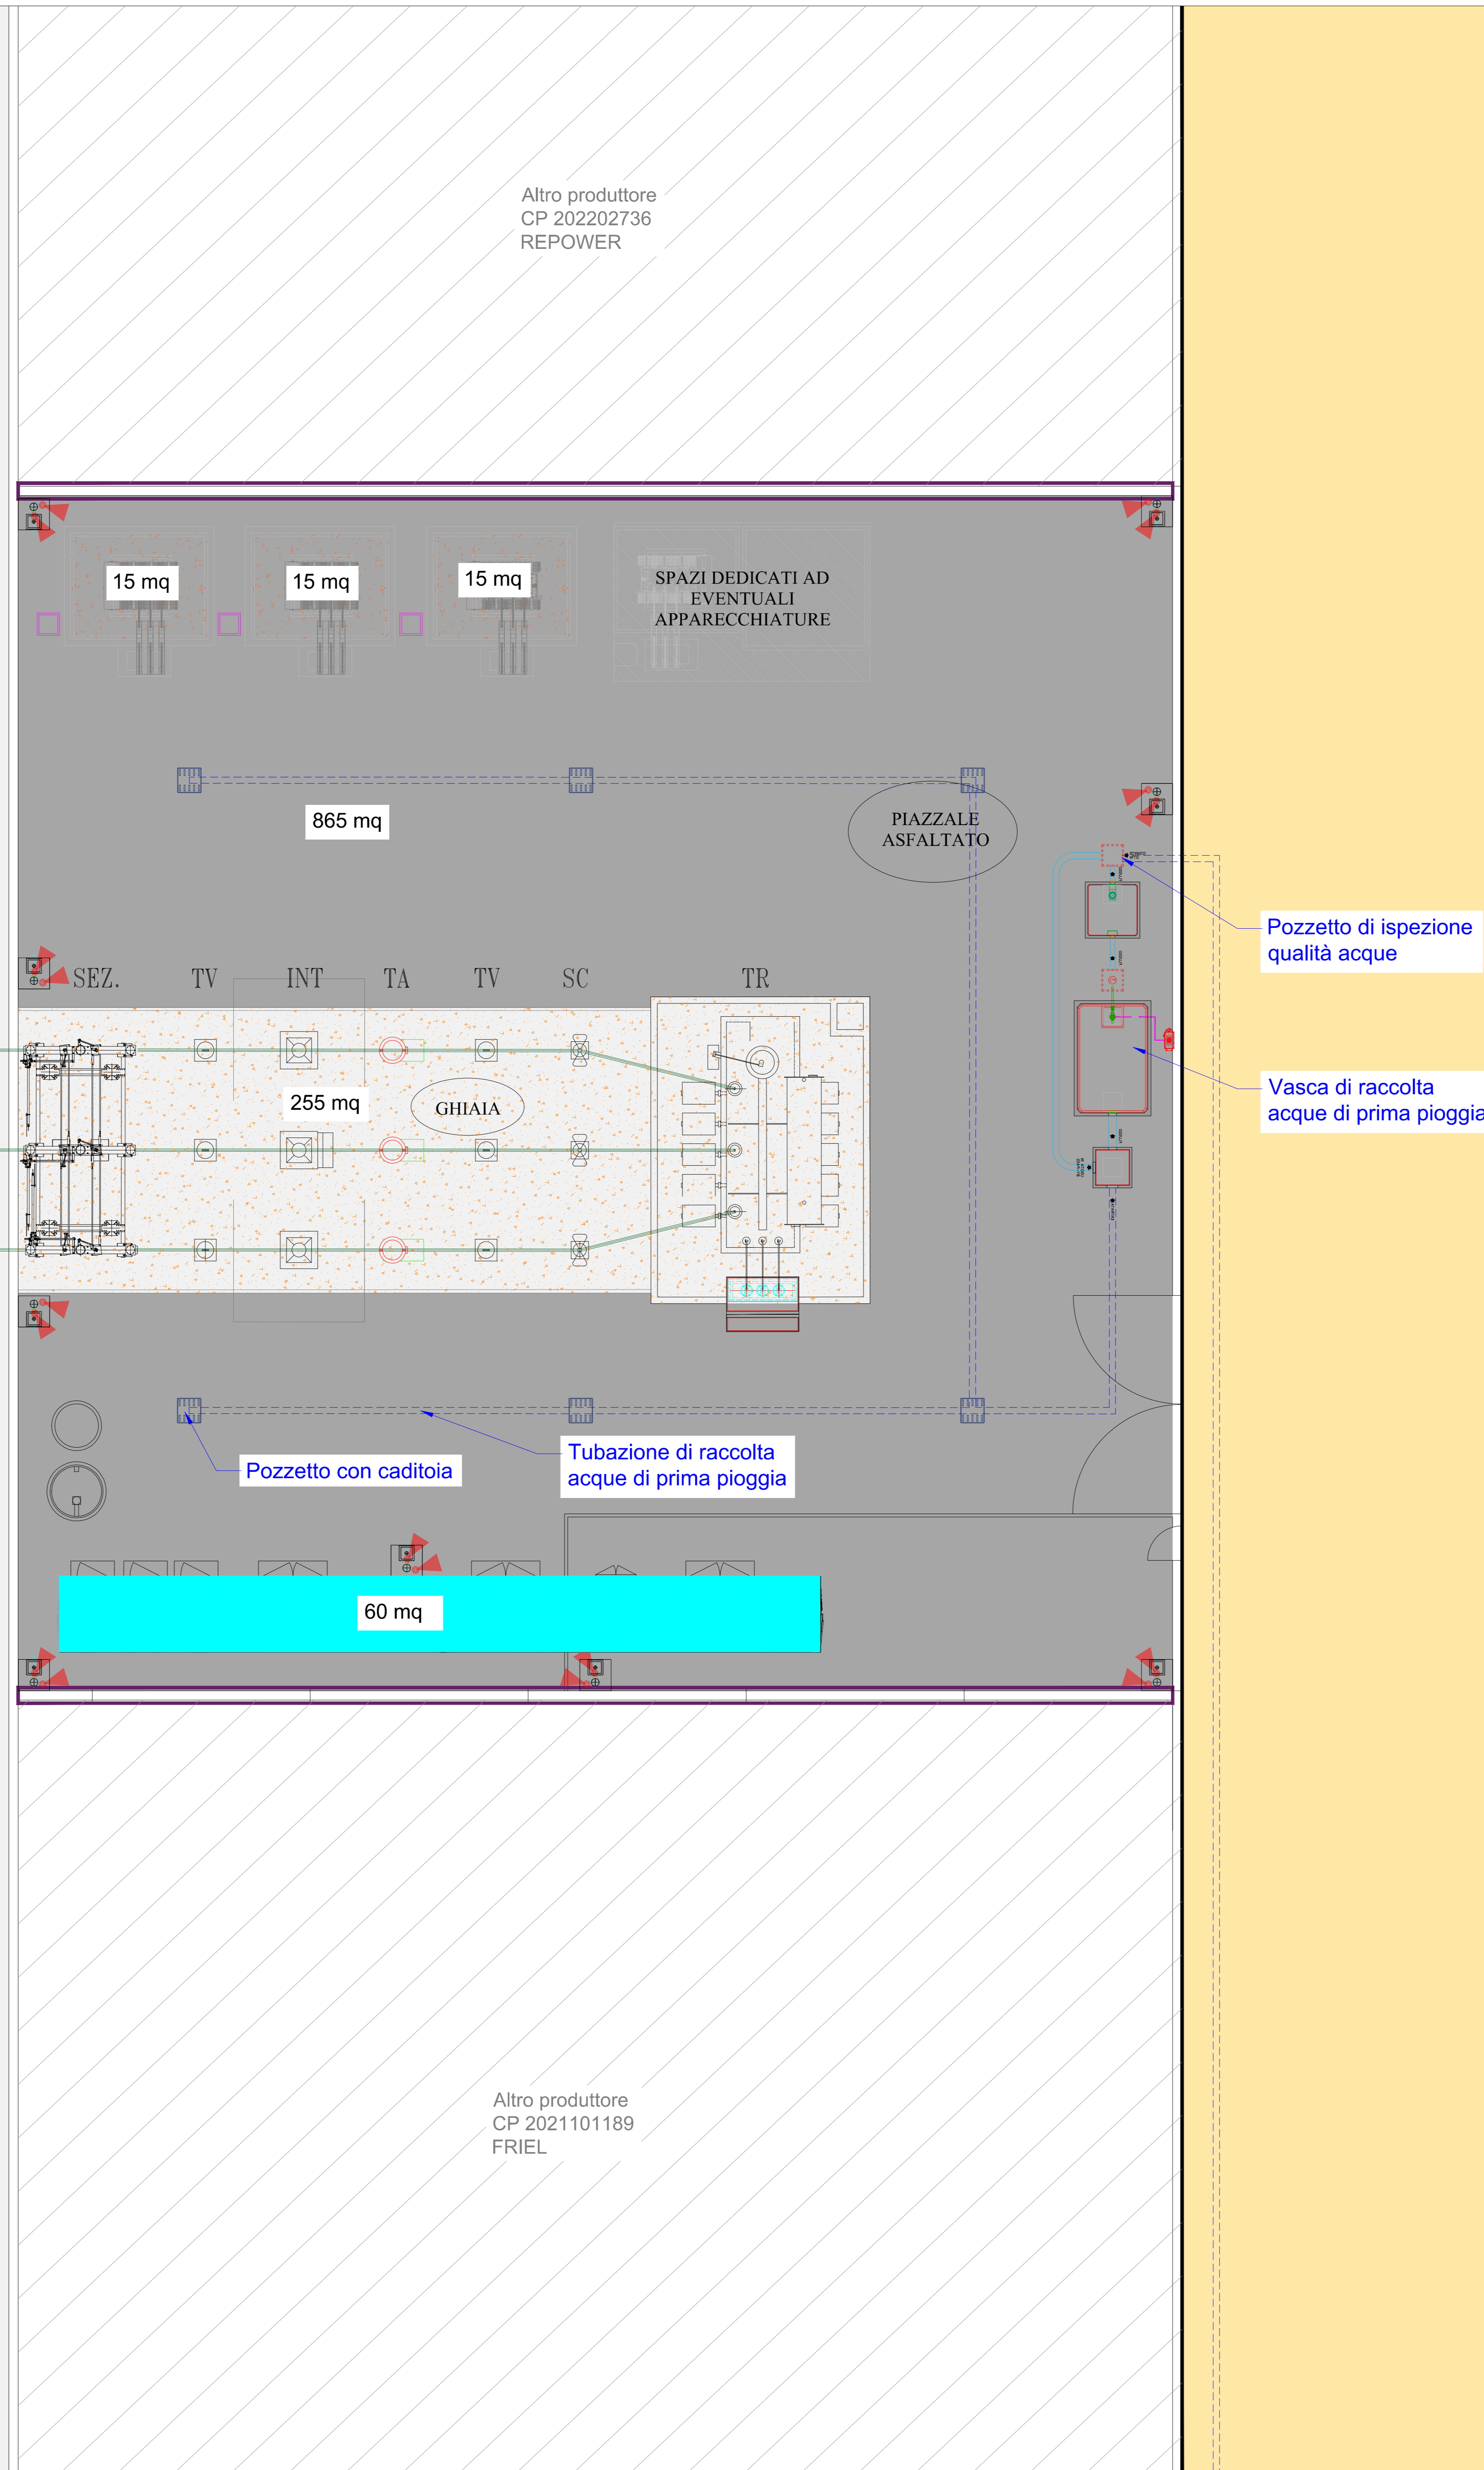 Altro produttore
CP 202202736
REPOWER
15 mq
15 mq
15 mq
SPAZI DEDICATI AD
EVENTUALI
APPARECCHIATURE
865 mq
PIAZZALE
ASFALTATO
Pozzetto di ispezione
qualità acque
SEZ.
TV
INT
TA
TV
SC
TR
255 mq
GHIAIA
Vasca di raccolta
acque di prima pioggia
Pozzetto con caditoia
Tubazione di raccolta
acque di prima pioggia
60 mq
Altro produttore
CP 2021101189
FRIEL